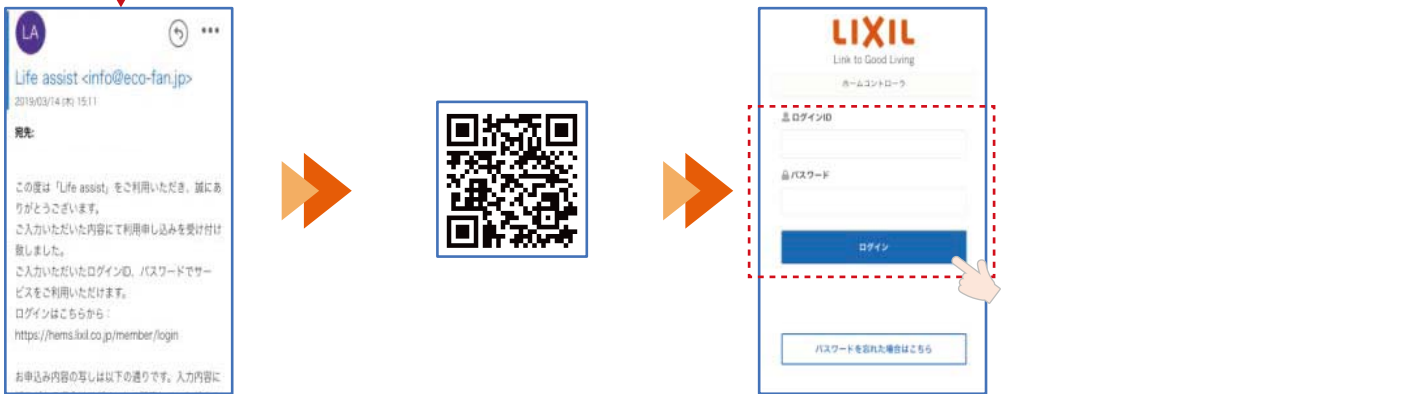 LA
Life assist <info@eco-fan.jp>
2019/03/14 (木) 15:11
宛先:
この度は「Life assist」をご利用いただき、誠にあ
りがとうございます。
ご入力いただいた内容にて利用申し込みを受け付け
致しました。
ご入力いただいたログインID、パスワードでサー
ビスをご利用いただけます。
ログインはこちらから:
https://hems.lixil.co.jp/member/login
お申込み内容の写しは以下の通りです。入力内容に
LIXIL
Link to Good Living
ホームコントローラ
ログインID
パスワード
ログイン
パスワードを忘れた場合はこちら